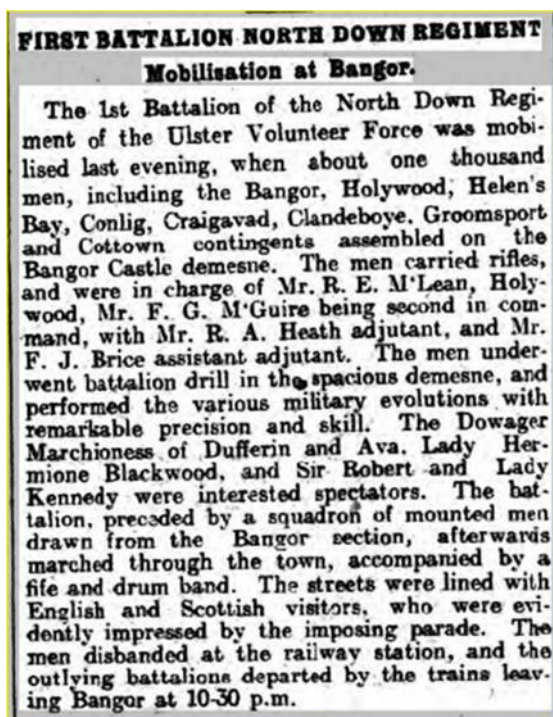 FIRST BATTALION NORTH DOWN REGIMENT
Mobilisation at Bangor.
The 1st Battalion of the North Down Regi-
ment of the Ulster Volunteer Force was mobi-
lised last evening, when about one thousand
men, including the Bangor, Holywood, Helen's
Bay, Conlig, Craigavad, Clandeboye, Groomsport
and Cottown contingents assembled on the
Bangor Castle demesne. The men carried rifles,
and were in charge of Mr. R. E. M'Lean, Holy-
wood, Mr. F. G. M'Guire being second in com-
mand, with Mr. R. A. Heath adjutant, and Mr.
F. J. Brice assistant adjutant. The men under-
went battalion drill in the spacious demesne, and
performed the various military evolutions with
remarkable precision and skill. The Dowager
Marchioness of Dufferin and Ava, Lady Her-
mione Blackwood, and Sir Robert and Lady
Kennedy were interested spectators. The bat-
talion, preceded by a squadron of mounted men
drawn from the Bangor section, afterwards
marched through the town, accompanied by a
fife and drum band. The streets were lined with
English and Scottish visitors, who were evi-
dently impressed by the imposing parade. The
men disbanded at the railway station, and the
outlying battalions departed by the trains leav-
ing Bangor at 10-30 p.m.